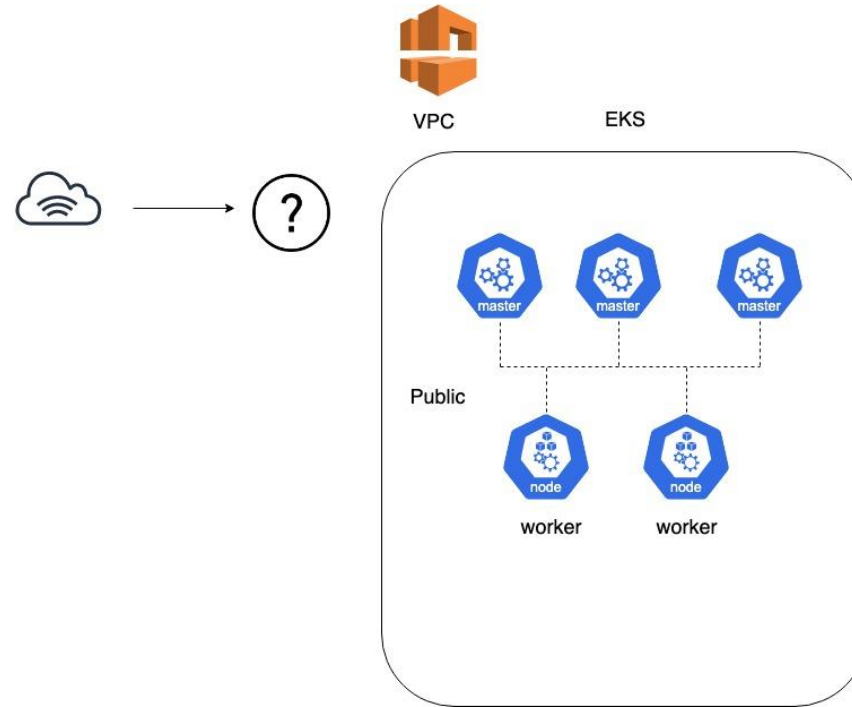 VPC
EKS
?
master
master
master
Public
node
node
worker
worker